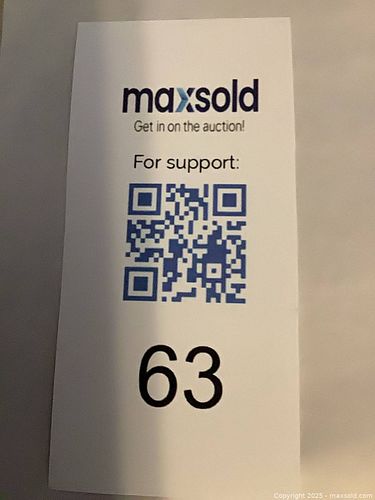 maxsold
Get in on the auction!
For support:
63
Copyright 2025 - maxsold.com